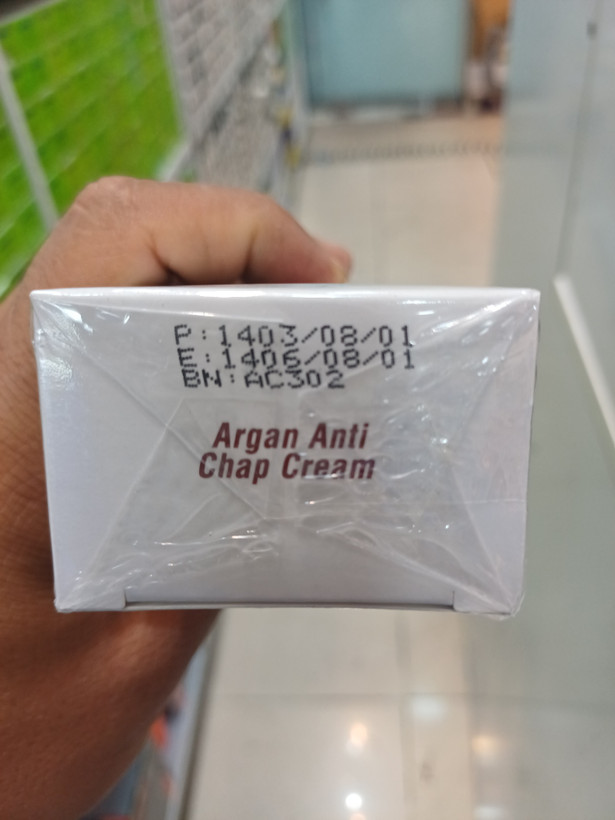 P:1403/08/01
E:1406/08/01
BN:AC302
Argan Anti
Chap Cream